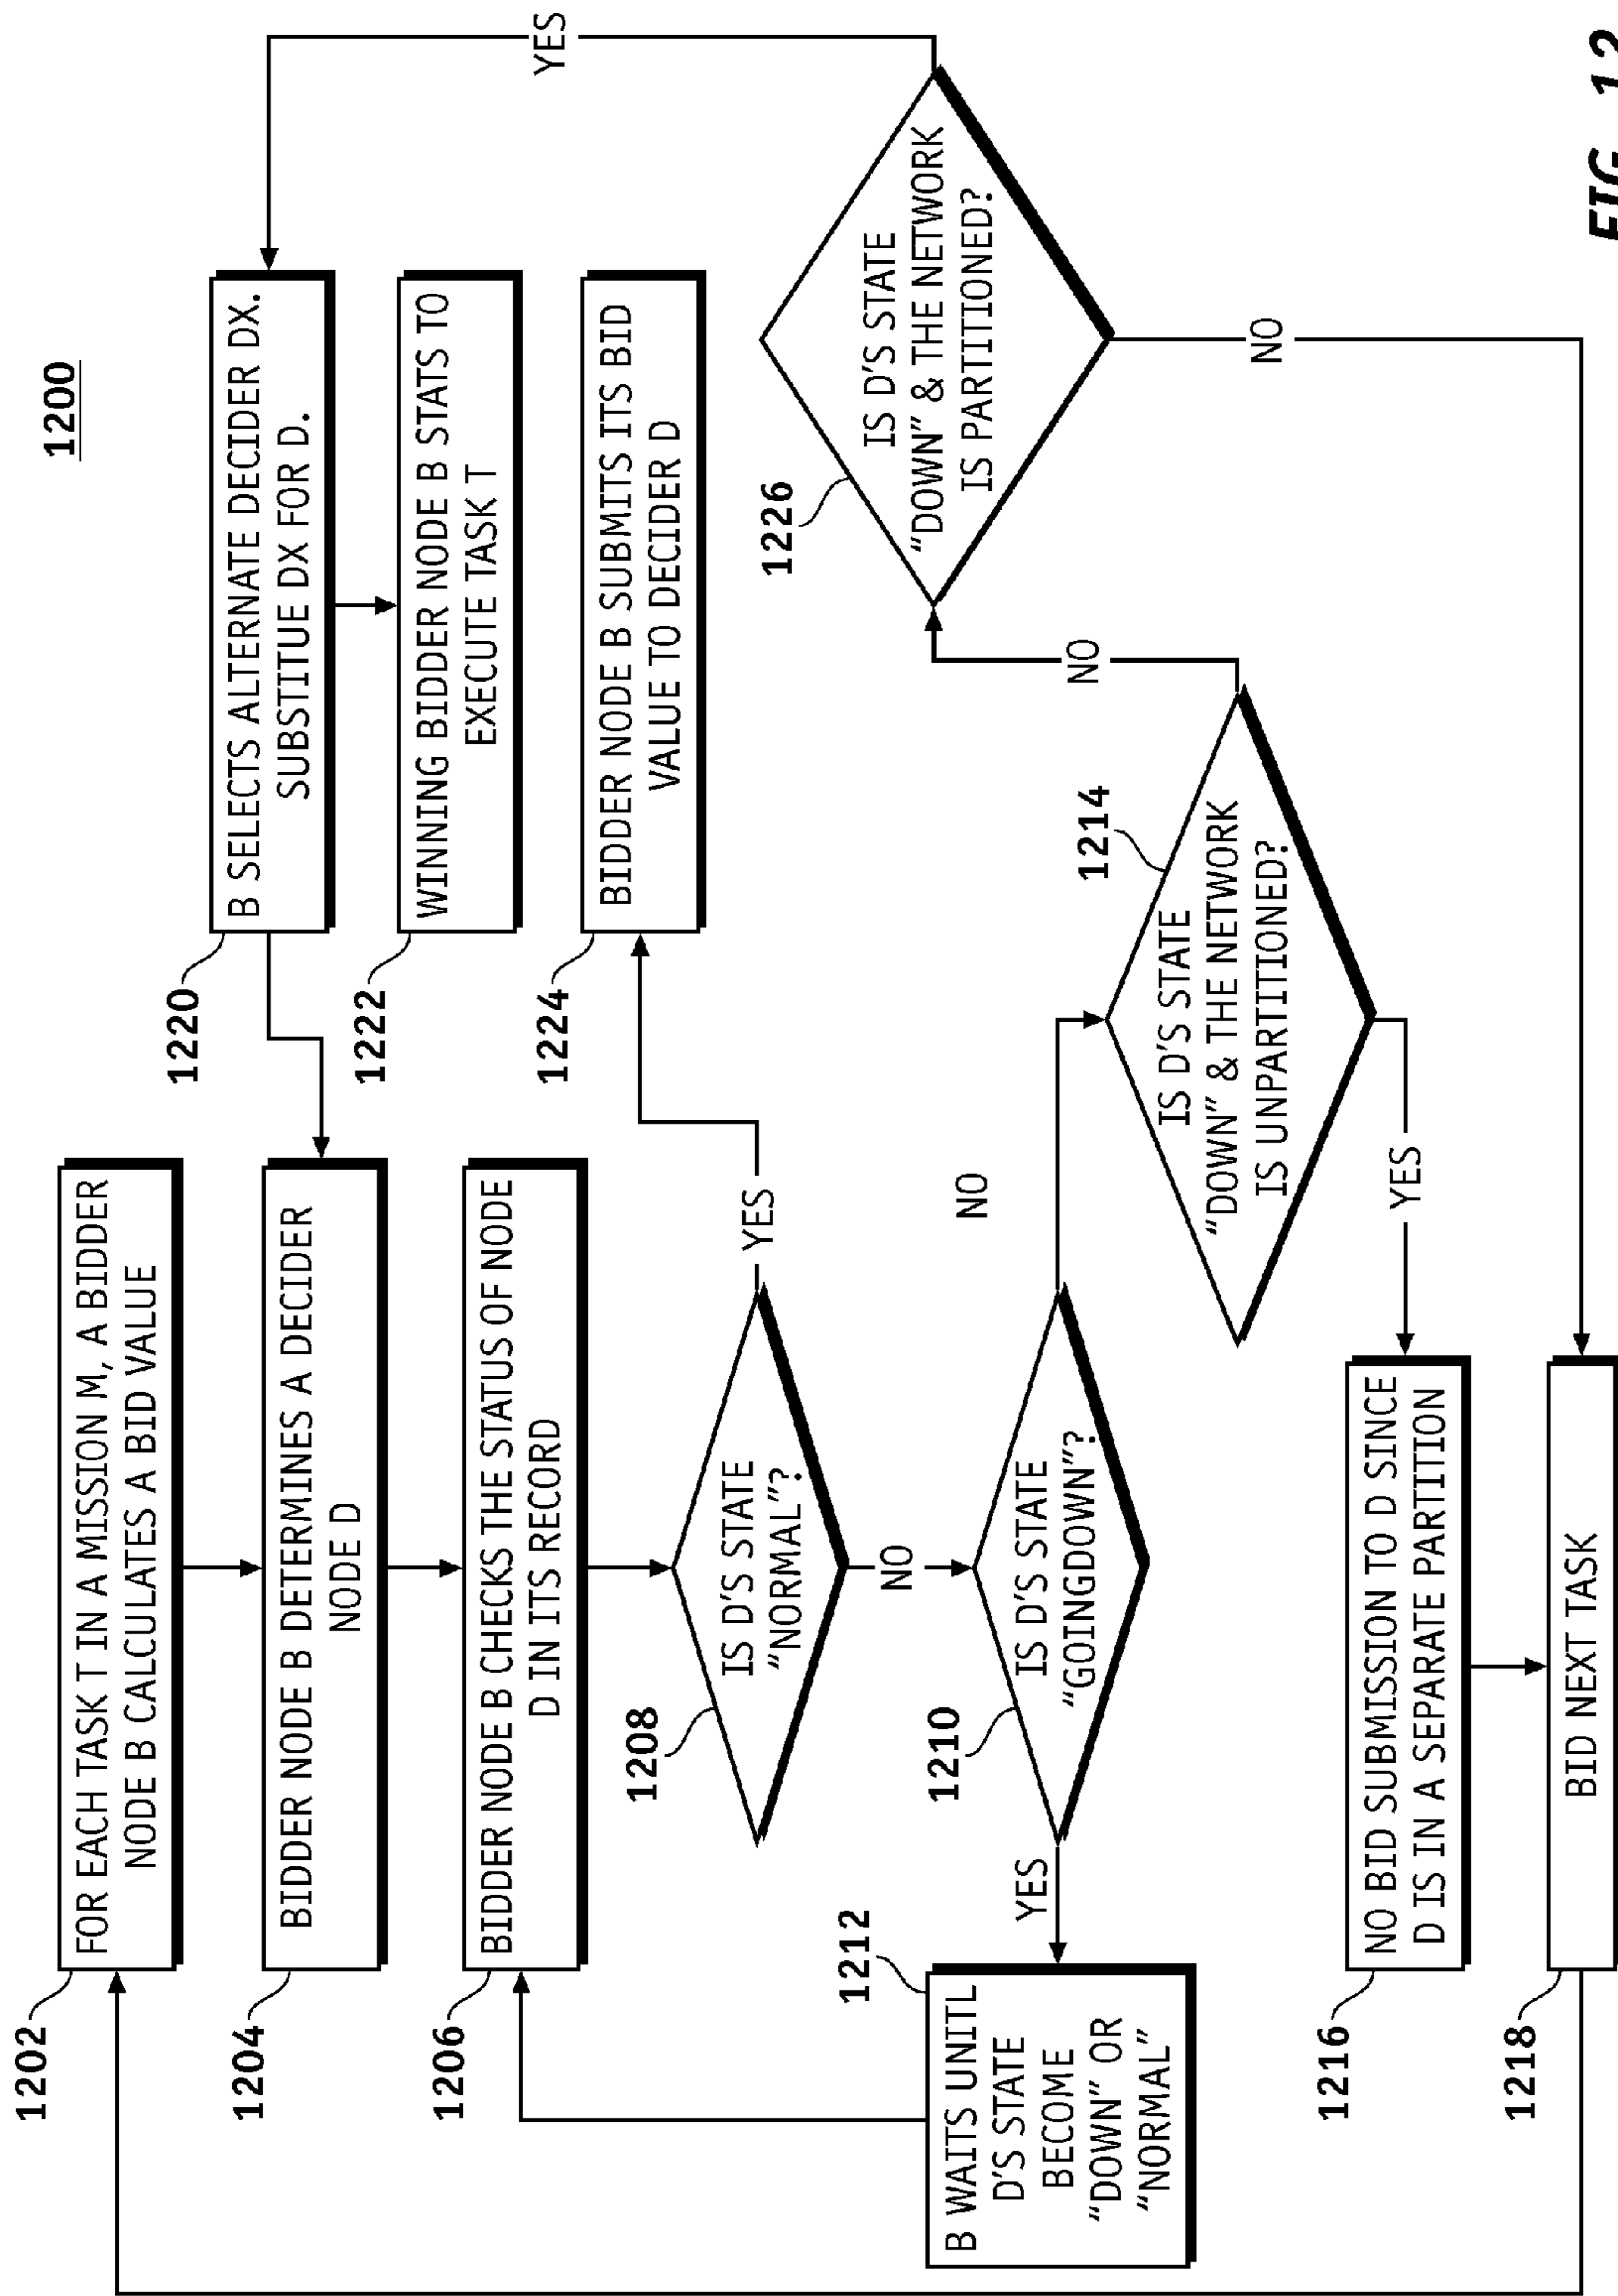 1200
1202
FOR EACH TASK T IN A MISSION M, A BIDDER
NODE B CALCULATES A BID VALUE
1204
BIDDER NODE B DETERMINES A DECIDER
NODE D
1206
BIDDER NODE B CHECKS THE STATUS OF NODE
D IN ITS RECORD
1208
IS D'S STATE
“NORMAL”?
YES
NO
1210
IS D'S STATE
“GOINGDOWN”?
YES
NO
1212
B WAITS UNITL
D'S STATE
BECOME
“DOWN” OR
“NORMAL”
1214
IS D'S STATE
“DOWN” & THE NETWORK
IS UNPARTITIONED?
YES
NO
1216
NO BID SUBMISSION TO D SINCE
D IS IN A SEPARATE PARTITION
1218
BID NEXT TASK
1220
B SELECTS ALTERNATE DECIDER DX.
SUBSTITUE DX FOR D.
1222
WINNING BIDDER NODE B STATS TO
EXECUTE TASK T
1224
BIDDER NODE B SUBMITS ITS BID
VALUE TO DECIDER D
1226
IS D'S STATE
“DOWN” & THE NETWORK
IS PARTITIONED?
YES
NO
FIG. 12